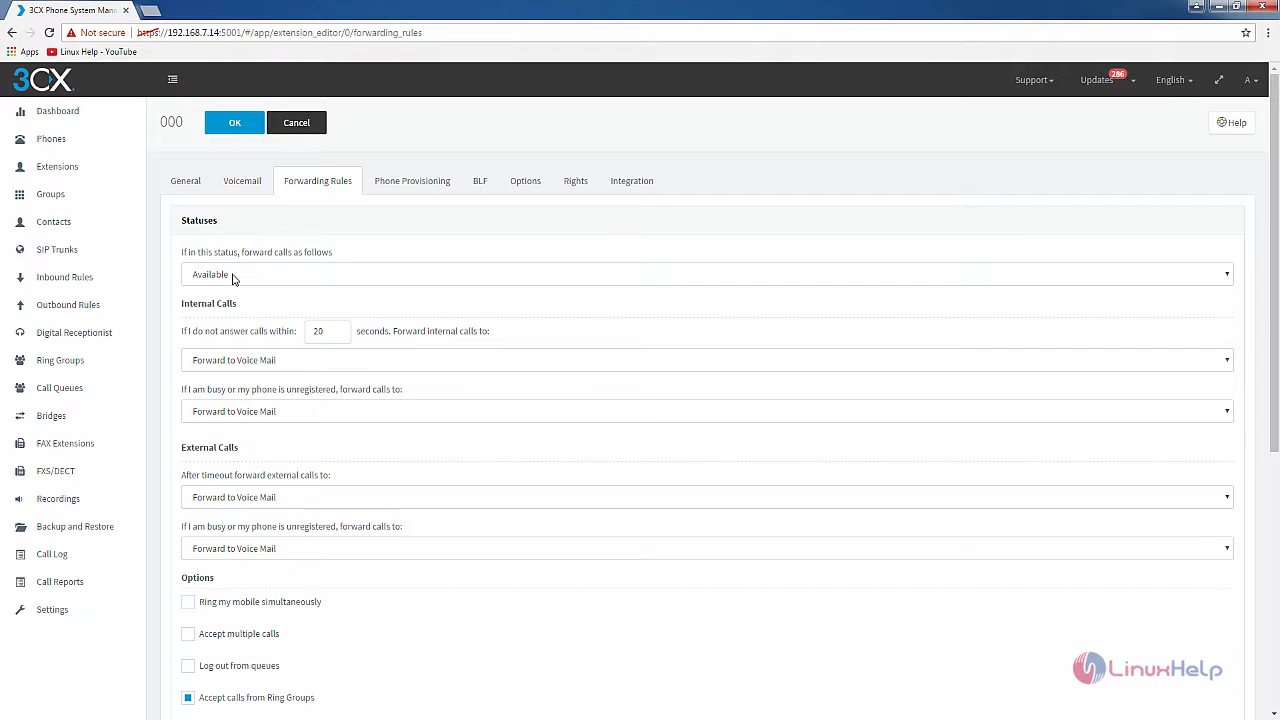 3CX Phone System Mana
Not secure
https://192.168.7.14:5001/#/app/extension_editor/0/forwarding_rules
Apps
Linux Help - YouTube
3CX
Support
Updates
286
English
A
Dashboard
Phones
Extensions
Groups
Contacts
SIP Trunks
Inbound Rules
Outbound Rules
Digital Receptionist
Ring Groups
Call Queues
Bridges
FAX Extensions
FXS/DECT
Recordings
Backup and Restore
Call Log
Call Reports
Settings
000
OK
Cancel
Help
General
Voicemail
Forwarding Rules
Phone Provisioning
BLF
Options
Rights
Integration
Statuses
If in this status, forward calls as follows
Available
Internal Calls
If I do not answer calls within: 20 seconds. Forward internal calls to:
Forward to Voice Mail
If I am busy or my phone is unregistered, forward calls to:
Forward to Voice Mail
External Calls
After timeout forward external calls to:
Forward to Voice Mail
If I am busy or my phone is unregistered, forward calls to:
Forward to Voice Mail
Options
Ring my mobile simultaneously
Accept multiple calls
Log out from queues
Accept calls from Ring Groups
LinuxHelp